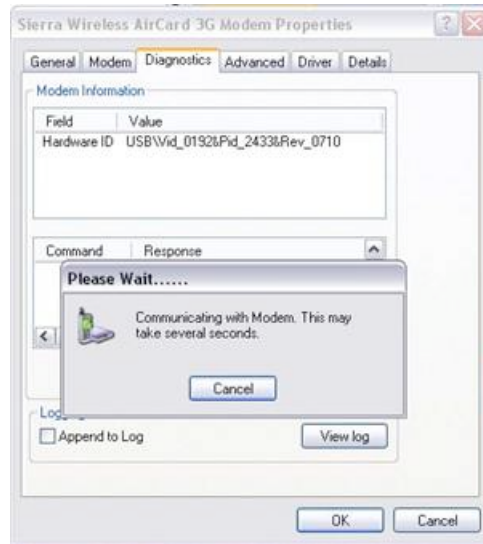 Sierra Wireless AirCard 3G Modem Properties
General Modem Diagnostics Advanced Driver Details
Modem Information
Field Value
Hardware ID USB\Vid_0192&Pid_2433&Rev_0710
Command Response
Please Wait......
Communicating with Modem. This may
take several seconds.
Cancel
Append to Log View log
OK Cancel